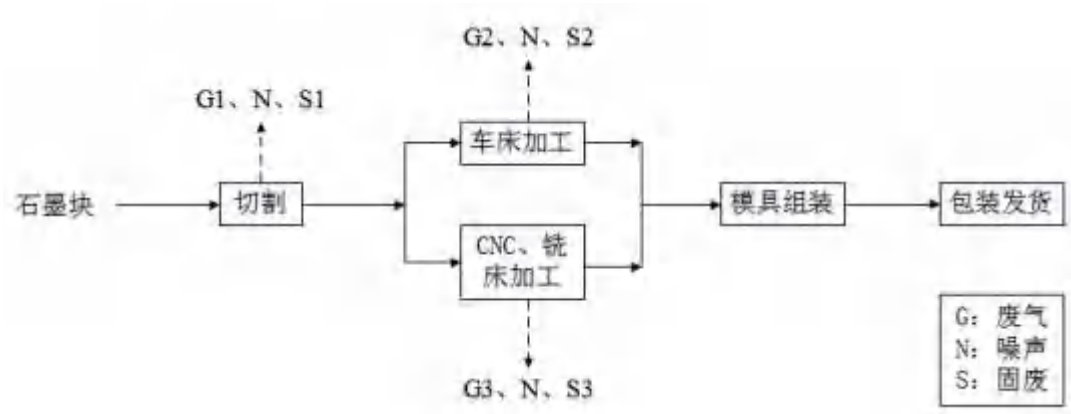 G2、N、S2
G1、N、S1
车床加工
石墨块
切割
模具组装
包装发货
CNC、铣
床加工
G3、N、S3
G: 废气
N: 噪声
S: 固废